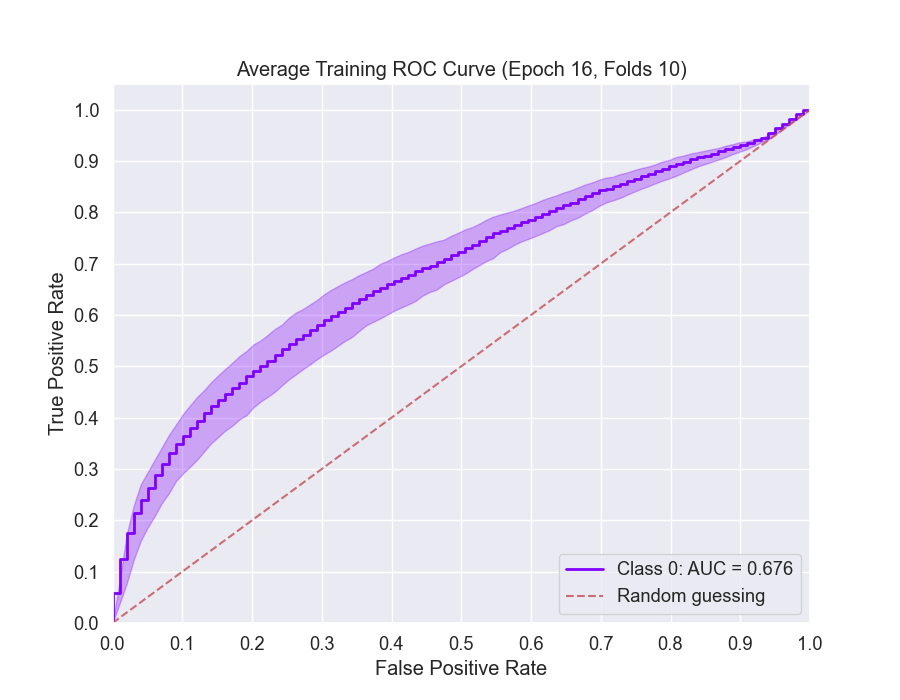 Average Training ROC Curve (Epoch 16, Folds 10)
True Positive Rate
1.0
0.9
0.8
0.7
0.6
0.5
0.4
0.3
0.2
0.1
0.0
Class 0: AUC = 0.676
Random guessing
0.0 0.1 0.2 0.3 0.4 0.5 0.6 0.7 0.8 0.9 1.0
False Positive Rate